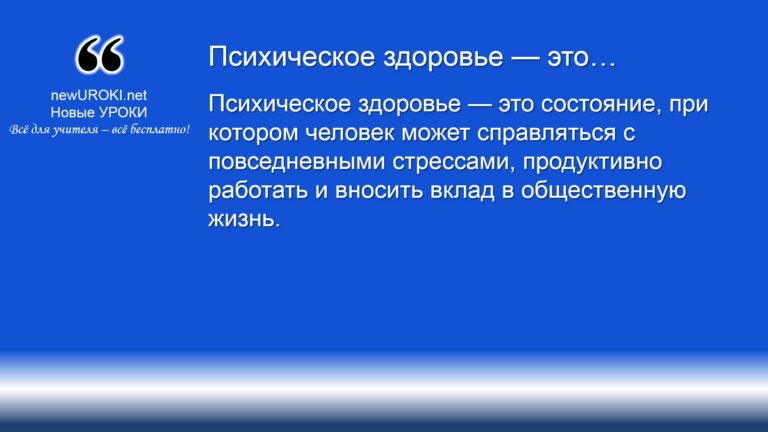 newUROKI.net
Новые УРОКИ
Всё для учителя – всё бесплатно!
Психическое здоровье — это…
Психическое здоровье — это состояние, при
котором человек может справляться с
повседневными стрессами, продуктивно
работать и вносить вклад в общественную
жизнь.